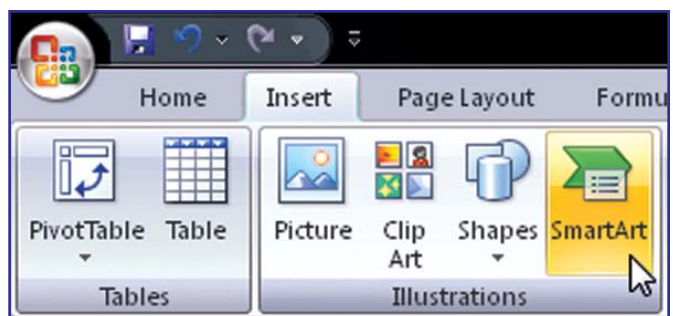 Home Insert Page Layout Formu
PivotTable Table Picture Clip Art Shapes SmartArt
Tables Illustrations